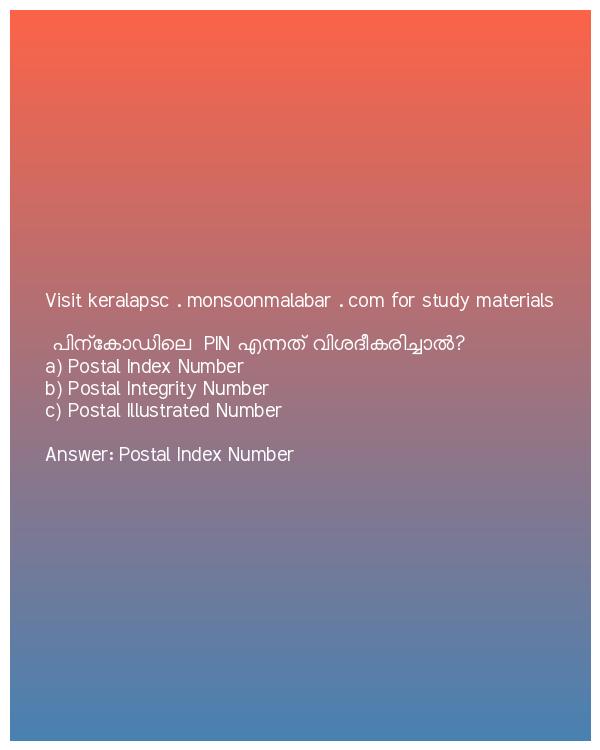 Visit keralapsc . monsoonmalabar . com for study materials
പിന്കോഡിലെ PIN എന്നത് വിശദീകരിച്ചാൽ?
a) Postal Index Number
b) Postal Integrity Number
c) Postal Illustrated Number
Answer: Postal Index Number